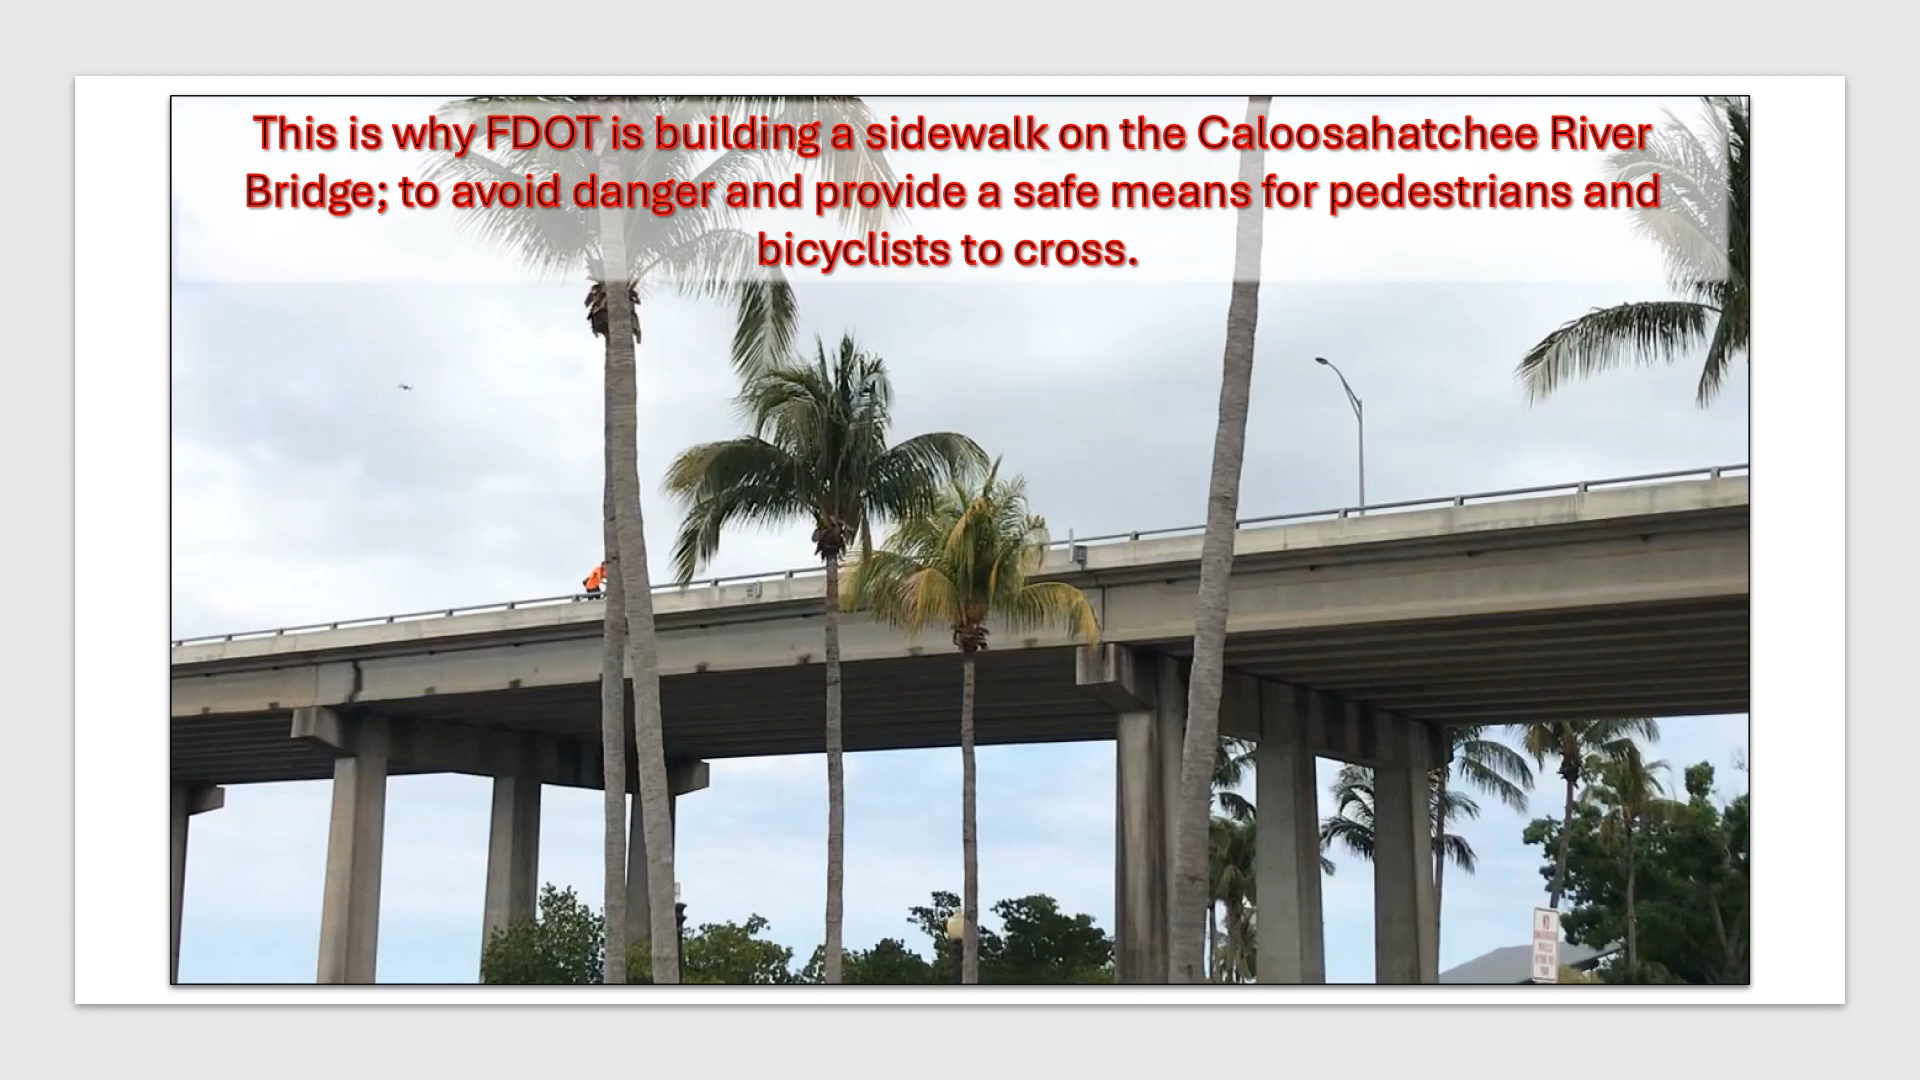 This is why FDOT is building a sidewalk on the Caloosahatchee River
Bridge; to avoid danger and provide a safe means for pedestrians and
bicyclists to cross.